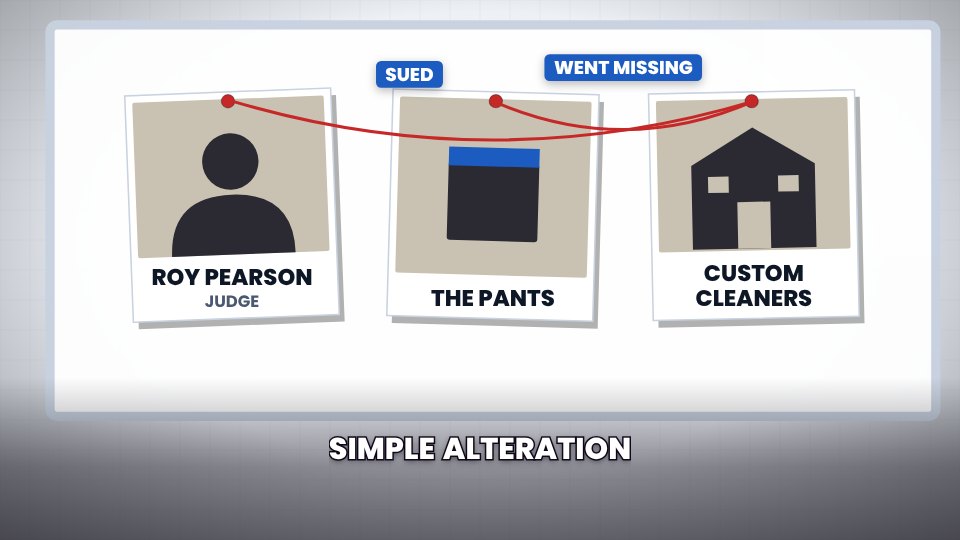 SUED
WENT MISSING
ROY PEARSON
JUDGE
THE PANTS
CUSTOM
CLEANERS
SIMPLE ALTERATION